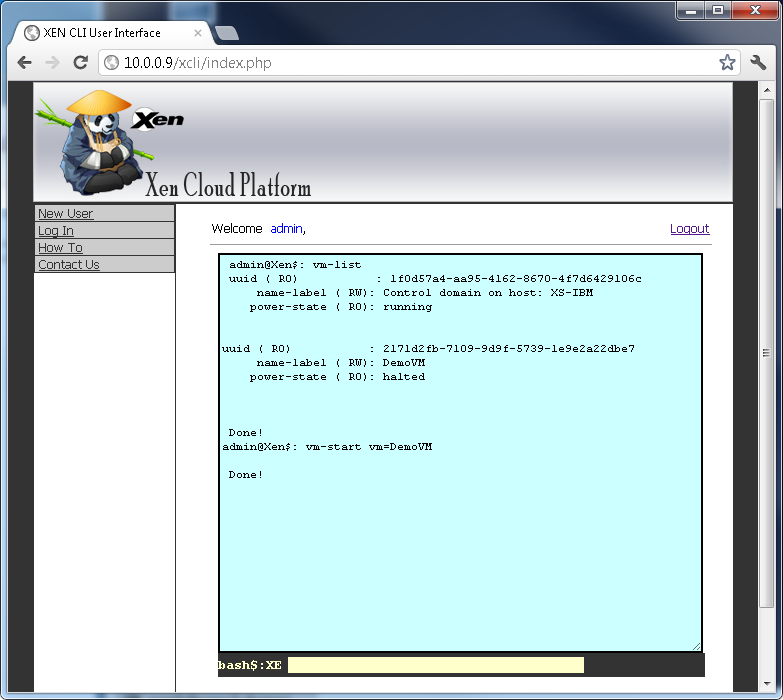 XEN CLI User Interface
10.0.0.9/xcli/index.php
Xen
Xen Cloud Platform
New User
Log In
How To
Contact Us
Welcome admin,
Logout
admin@Xen$: vm-list
uuid ( RO) : 1f0d57a4-aa95-4162-8670-4f7d6429106c
name-label ( RW): Control domain on host: XS-IBM
power-state ( RO): running
uuid ( RO) : 2171d2fb-7109-9d9f-5739-1e9e2a22dbe7
name-label ( RW): DemoVM
power-state ( RO): halted
Done!
admin@Xen$: vm-start vm=DemoVM
Done!
bash$:XE